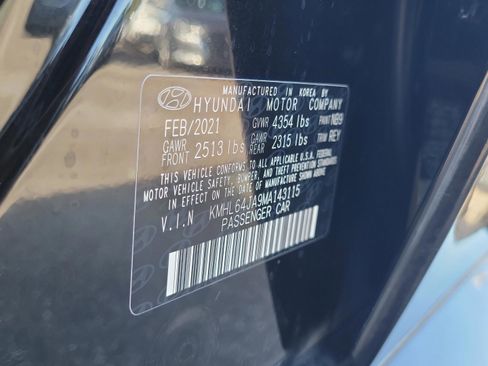 MANUFACTURED IN KOREA BY
HYUNDAI MOTOR COMPANY
FEB/2021 GVWR 4354 lbs PAINT NB9
GAWR FRONT 2513 lbs GAWR REAR 2315 lbs TRIM REY
THIS VEHICLE CONFORMS TO ALL APPLICABLE U.S.A. FEDERAL
MOTOR VEHICLE SAFETY, BUMPER, AND THEFT PREVENTION STANDARDS
IN EFFECT ON THE DATE OF MANUFACTURE SHOWN ABOVE.
V.I.N KMHL64JA9MA143115
PASSENGER CAR